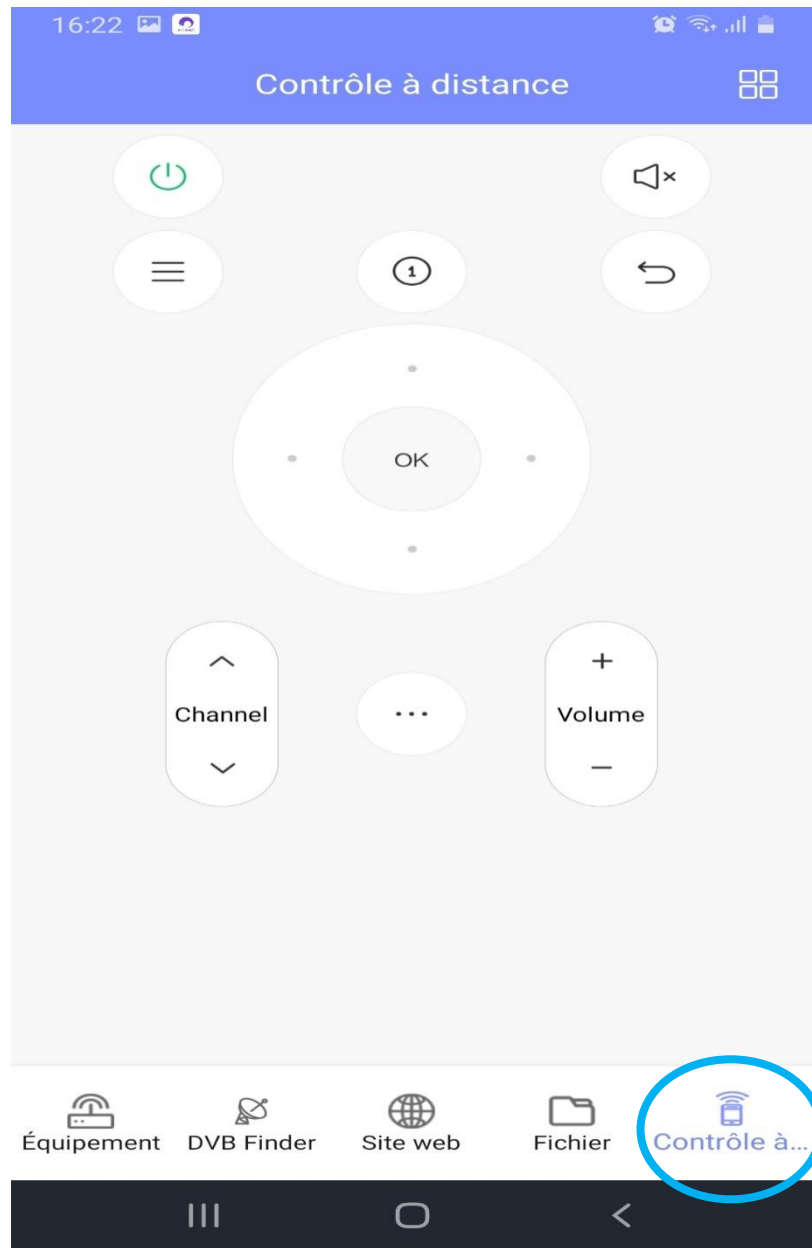 16:22
Contrôle à distance
1
OK
Channel
Volume
Équipement
DVB Finder
Site web
Fichier
Contrôle à...